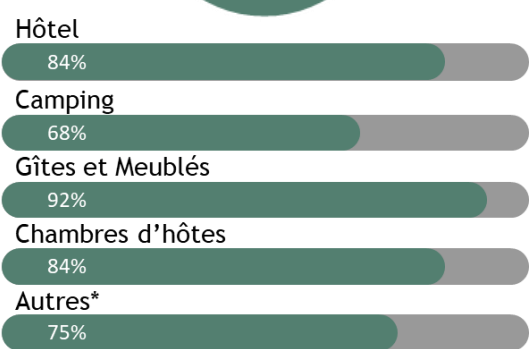 Hôtel
84%
Camping
68%
Gîtes et Meublés
92%
Chambres d’hôtes
84%
Autres*
75%